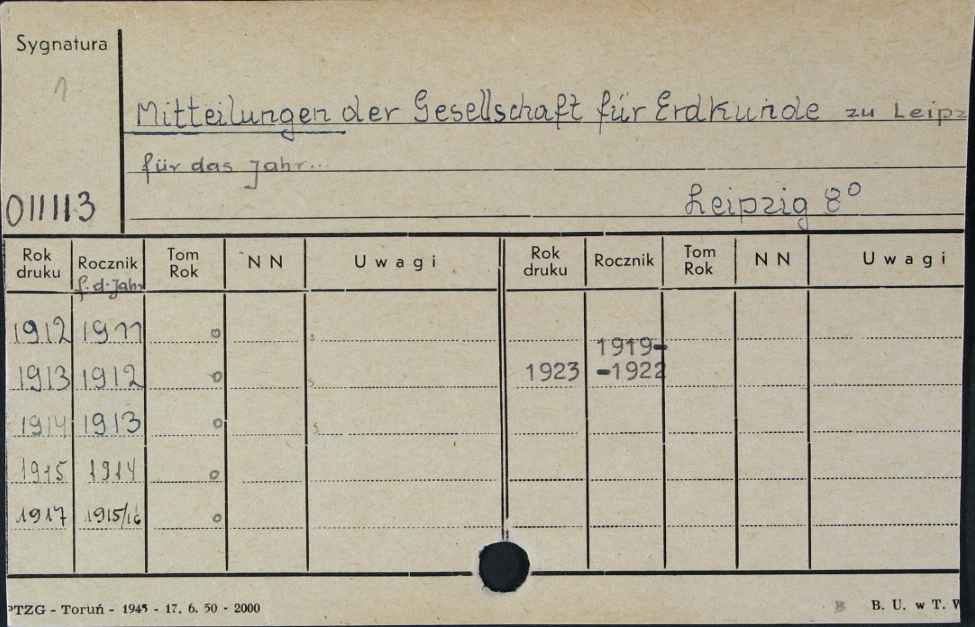 Sygnatura
1
Mitteilungen der Gesellschaft für Erdkunde zu Leipz
für das Jahr...
011113
Leipzig 8°
Rok druku Rocznik Tom Rok N N Uwagi Rok druku Rocznik Tom Rok N N Uwagi
f. d. Jahr
1912 1911 o s
1919-
1913 1912 o s 1923 -1922
1914 1913 o s
1915 1914 o
1917 1915/16 o
PTZG - Toruń - 1945 - 17. 6. 50 - 2000 B. U. w T. W